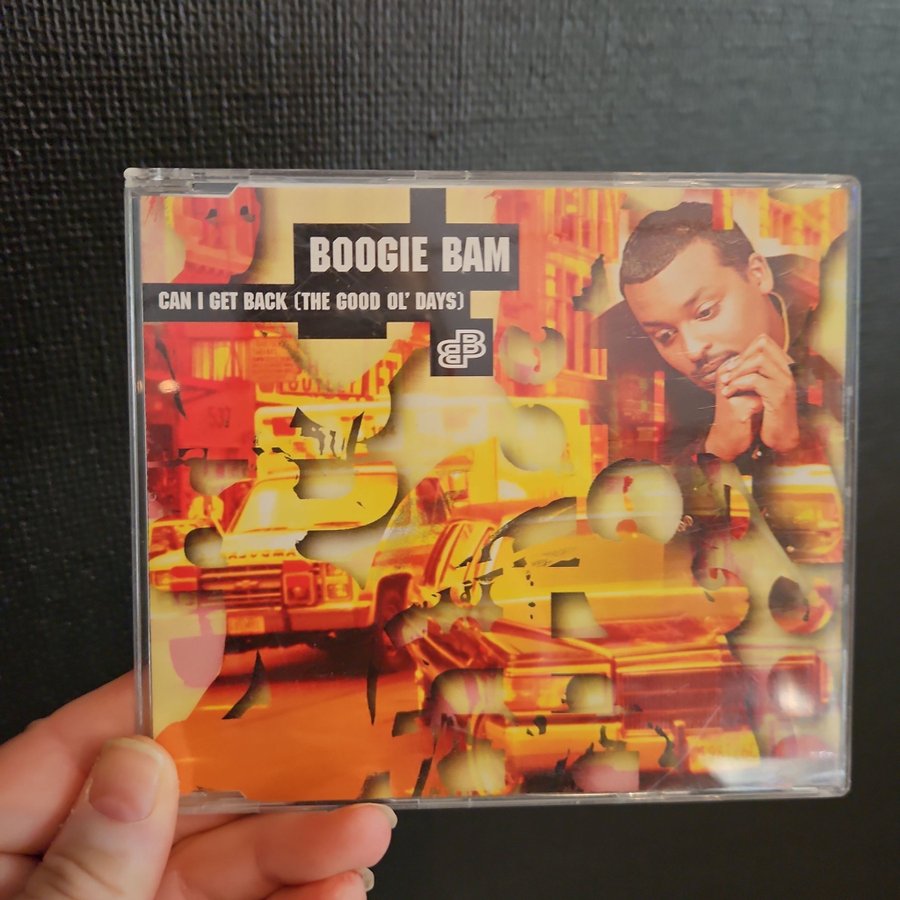 BOOGIE BAM
CAN I GET BACK (THE GOOD OL' DAYS)